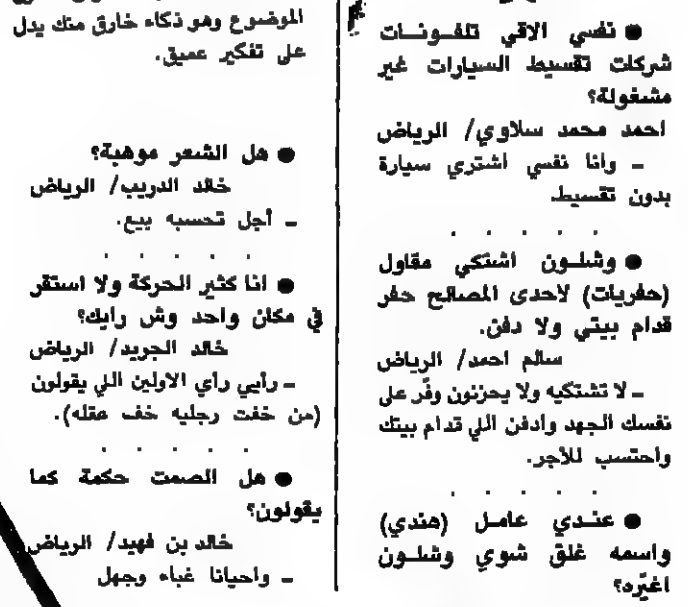 ● نفسي الاقي تلفونات
شركات تقسيط السيارات غير
مشغولة؟
احمد محمد سلاوي/ الرياض
ـ وانا نفسي اشتري سيارة
بدون تقسيط.
● وشلون اشتكي مقاول
(حفريات) لاحدى المصالح حفر
قدام بيتي ولا دفن.
سالم احمد/ الرياض
ـ لا تشتكيه ولا يحزنون وفّر على
نفسك الجهد وادفن اللي قدام بيتك
واحتسب للأجر.
● عندي عامل (هندي)
واسمه غلق شوي وشلون
اغيّره؟
الموضوع وهو ذكاء خارق منك يدل
على تفكير عميق.
● هل الشعر موهبة؟
خالد الدريب/ الرياض
ـ أجل تحسبه بيع.
● انا كثير الحركة ولا استقر
في مكان واحد وش رايك؟
خالد الجريد/ الرياض
ـ رأيي رأي الاولين اللي يقولون
(من خفت رجليه خف عقله).
● هل الصمت حكمة كما
يقولون؟
خالد بن فهيد/ الرياض
ـ واحيانا غباء وجهل